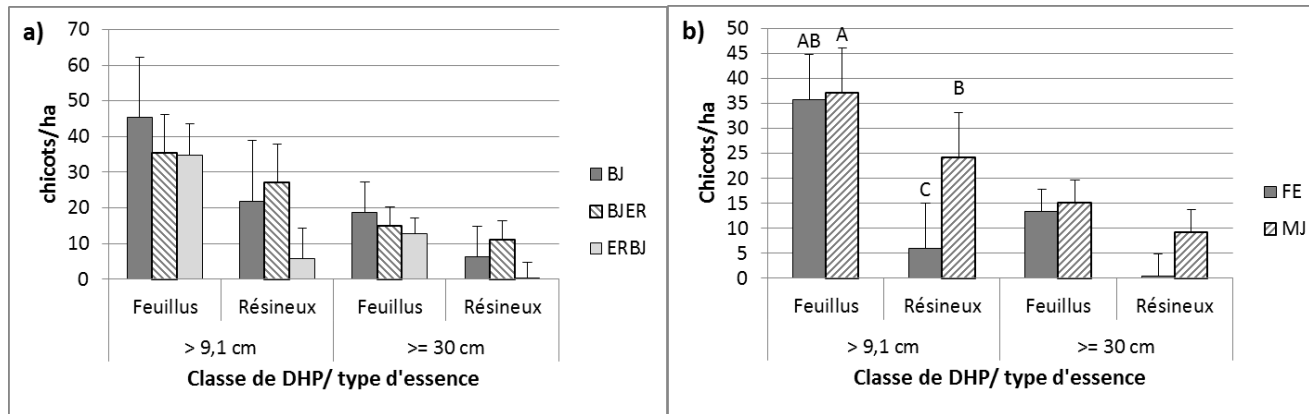 a)
70
60
50
40
30
20
10
0
chicots/ha
Feuillus Résineux Feuillus Résineux
> 9,1 cm >= 30 cm
Classe de DHP/ type d'essence
BJ
BJER
ERBJ
b)
50
45
40
35
30
25
20
15
10
5
0
Chicots/ha
AB A
B
C
Feuillus Résineux Feuillus Résineux
> 9,1 cm >= 30 cm
Classe de DHP/ type d'essence
FE
MJ